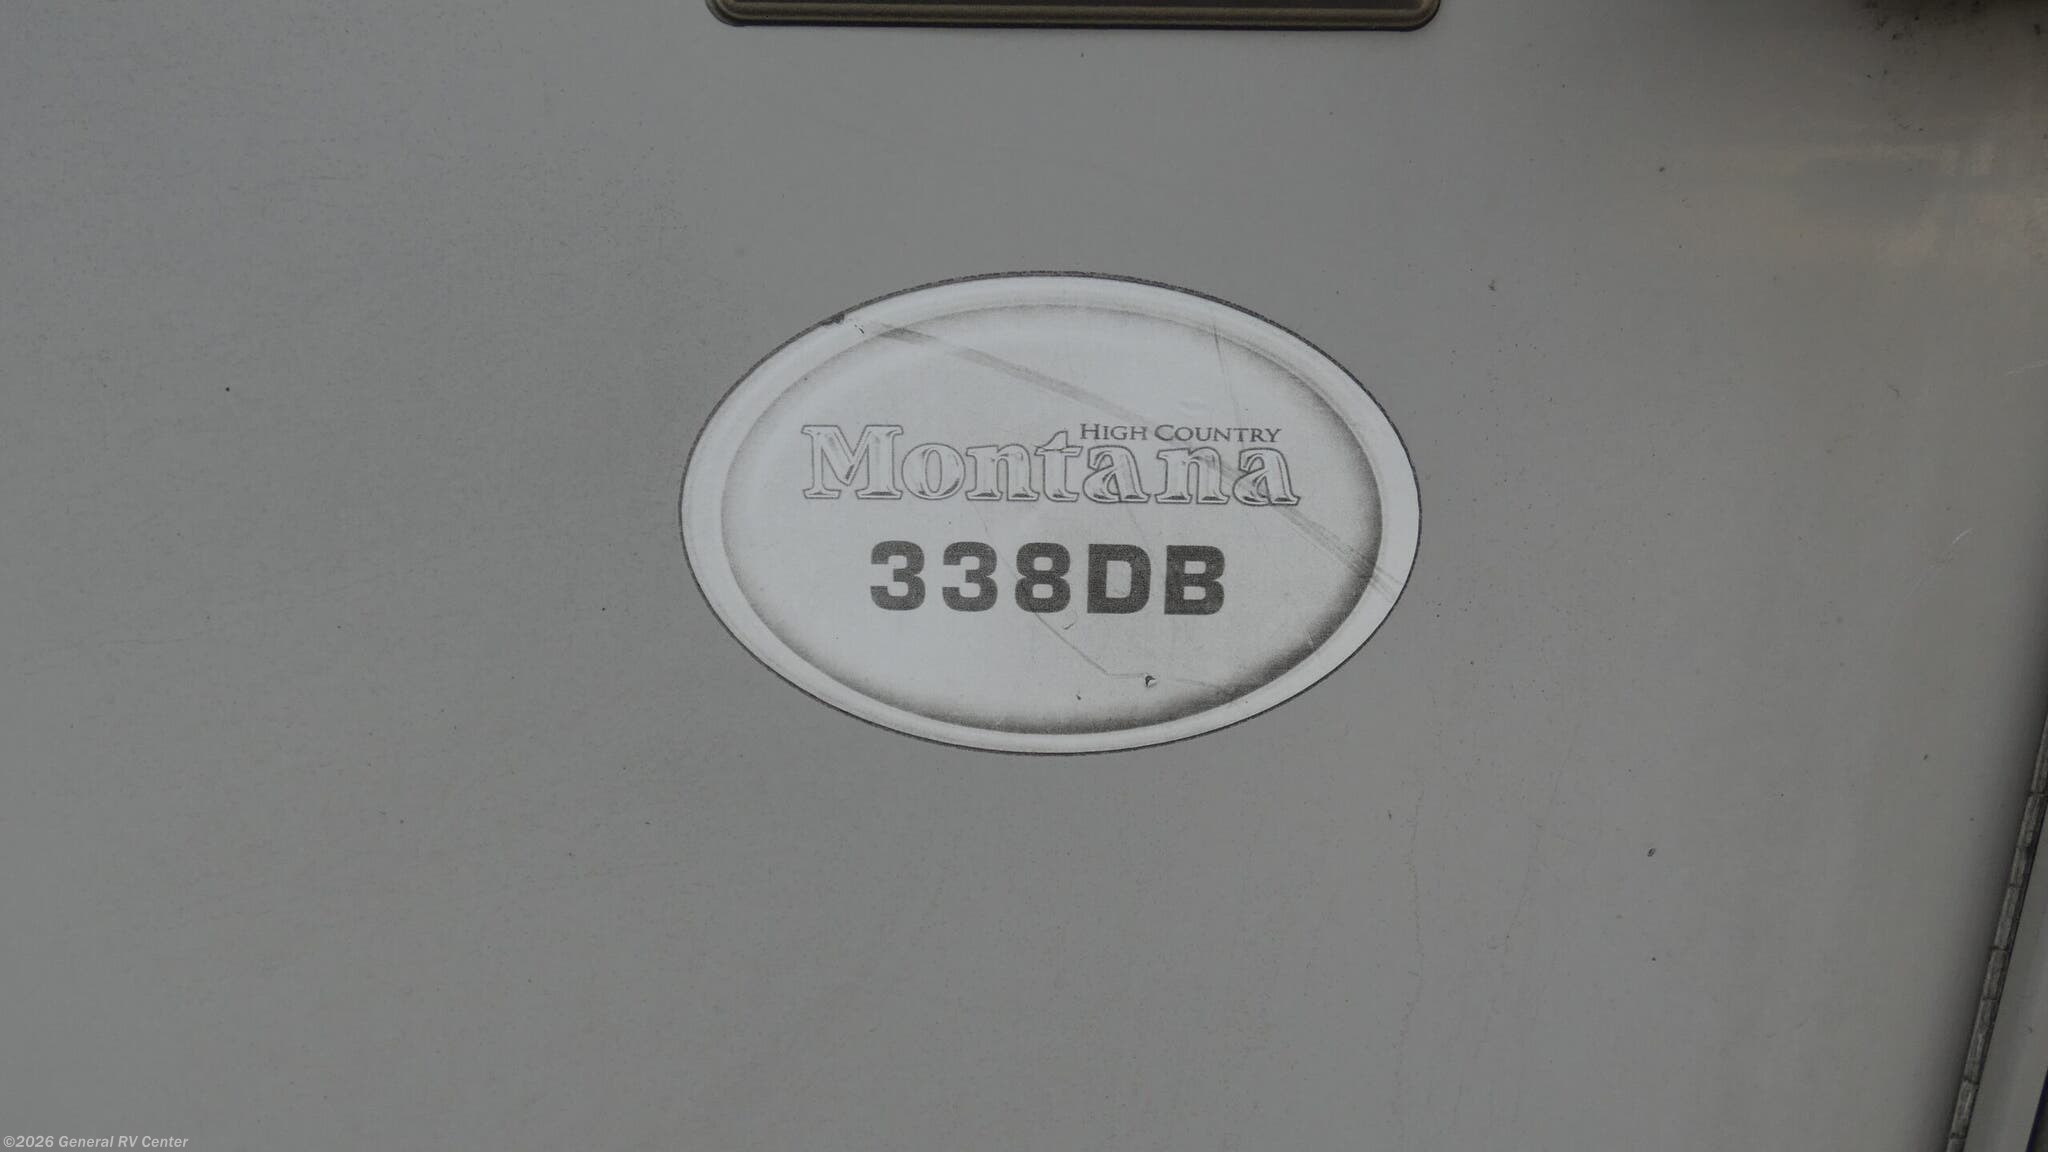 High Country
Montana
338DB
©2026 General RV Center